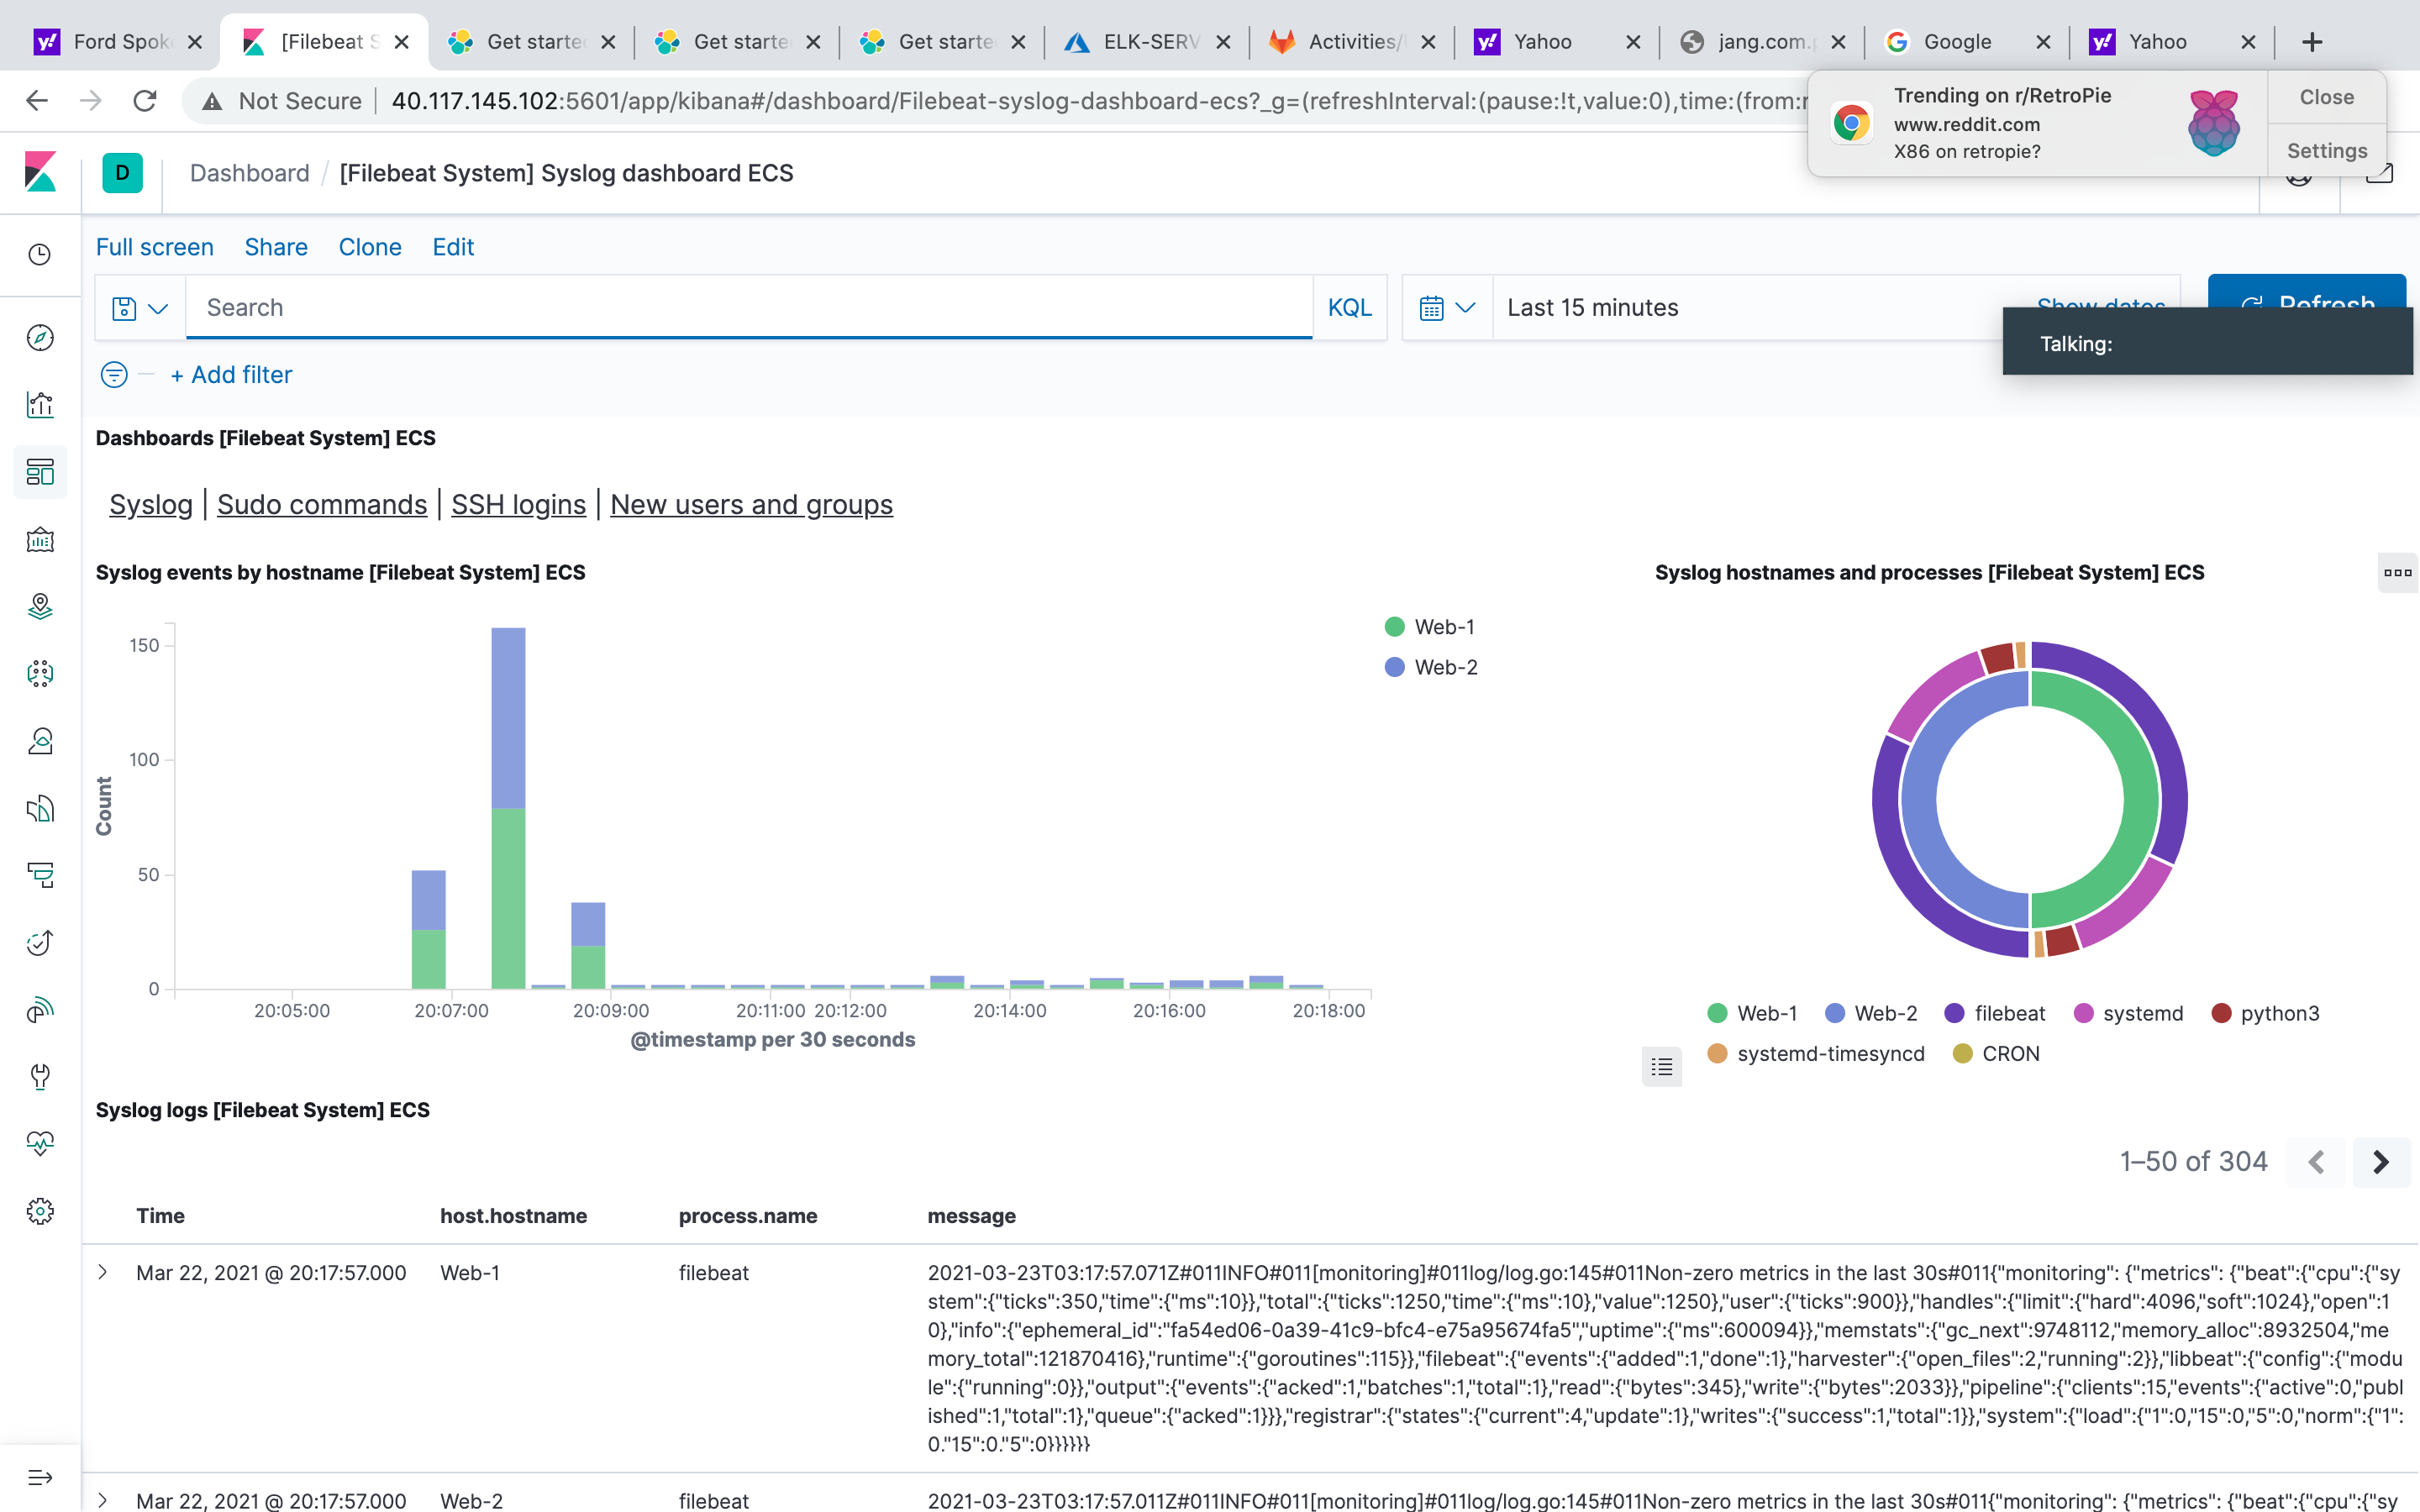 Ford Spok
[Filebeat S
Get starte
Get starte
Get starte
ELK-SERV
Activities/
Yahoo
jang.com.
Google
Yahoo
Not Secure
40.117.145.102:5601/app/kibana#/dashboard/Filebeat-syslog-dashboard-ecs?_g=(refreshInterval:(pause:!t,value:0),time:(from:
Trending on r/RetroPie
www.reddit.com
X86 on retropie?
Close
Settings
D
Dashboard / [Filebeat System] Syslog dashboard ECS
Full screen Share Clone Edit
Search
KQL
Last 15 minutes
Show dates
Refresh
Talking:
+ Add filter
Dashboards [Filebeat System] ECS
Syslog | Sudo commands | SSH logins | New users and groups
Syslog events by hostname [Filebeat System] ECS
150
100
50
0
Count
20:05:00 20:07:00 20:09:00 20:11:00 20:12:00 20:14:00 20:16:00 20:18:00
@timestamp per 30 seconds
Web-1
Web-2
Syslog hostnames and processes [Filebeat System] ECS
Web-1 Web-2 filebeat systemd python3
systemd-timesyncd CRON
Syslog logs [Filebeat System] ECS
1–50 of 304
Time host.hostname process.name message
Mar 22, 2021 @ 20:17:57.000 Web-1 filebeat 2021-03-23T03:17:57.071Z#011INFO#011[monitoring]#011log/log.go:145#011Non-zero metrics in the last 30s#011{"monitoring": {"metrics": {"beat":{"cpu":{"sy
stem":{"ticks":350,"time":{"ms":10}},"total":{"ticks":1250,"time":{"ms":10},"value":1250},"user":{"ticks":900}},"handles":{"limit":{"hard":4096,"soft":1024},"open":1
0},"info":{"ephemeral_id":"fa54ed06-0a39-41c9-bfc4-e75a95674fa5","uptime":{"ms":600094}},"memstats":{"gc_next":9748112,"memory_alloc":8932504,"me
mory_total":121870416},"runtime":{"goroutines":115}},"filebeat":{"events":{"added":1,"done":1},"harvester":{"open_files":2,"running":2}},"libbeat":{"config":{"modu
le":{"running":0}},"output":{"events":{"acked":1,"batches":1,"total":1},"read":{"bytes":345},"write":{"bytes":2033}},"pipeline":{"clients":15,"events":{"active":0,"publ
ished":1,"total":1},"queue":{"acked":1}}},"registrar":{"states":{"current":4,"update":1},"writes":{"success":1,"total":1}},"system":{"load":{"1":0,"15":0,"5":0,"norm":{"1":
0,"15":0,"5":0}}}}}}
Mar 22, 2021 @ 20:17:57.000 Web-2 filebeat 2021-03-23T03:17:57.011Z#011INFO#011[monitoring]#011log/log.go:145#011Non-zero metrics in the last 30s#011{"monitoring": {"metrics": {"beat":{"cpu":{"sy